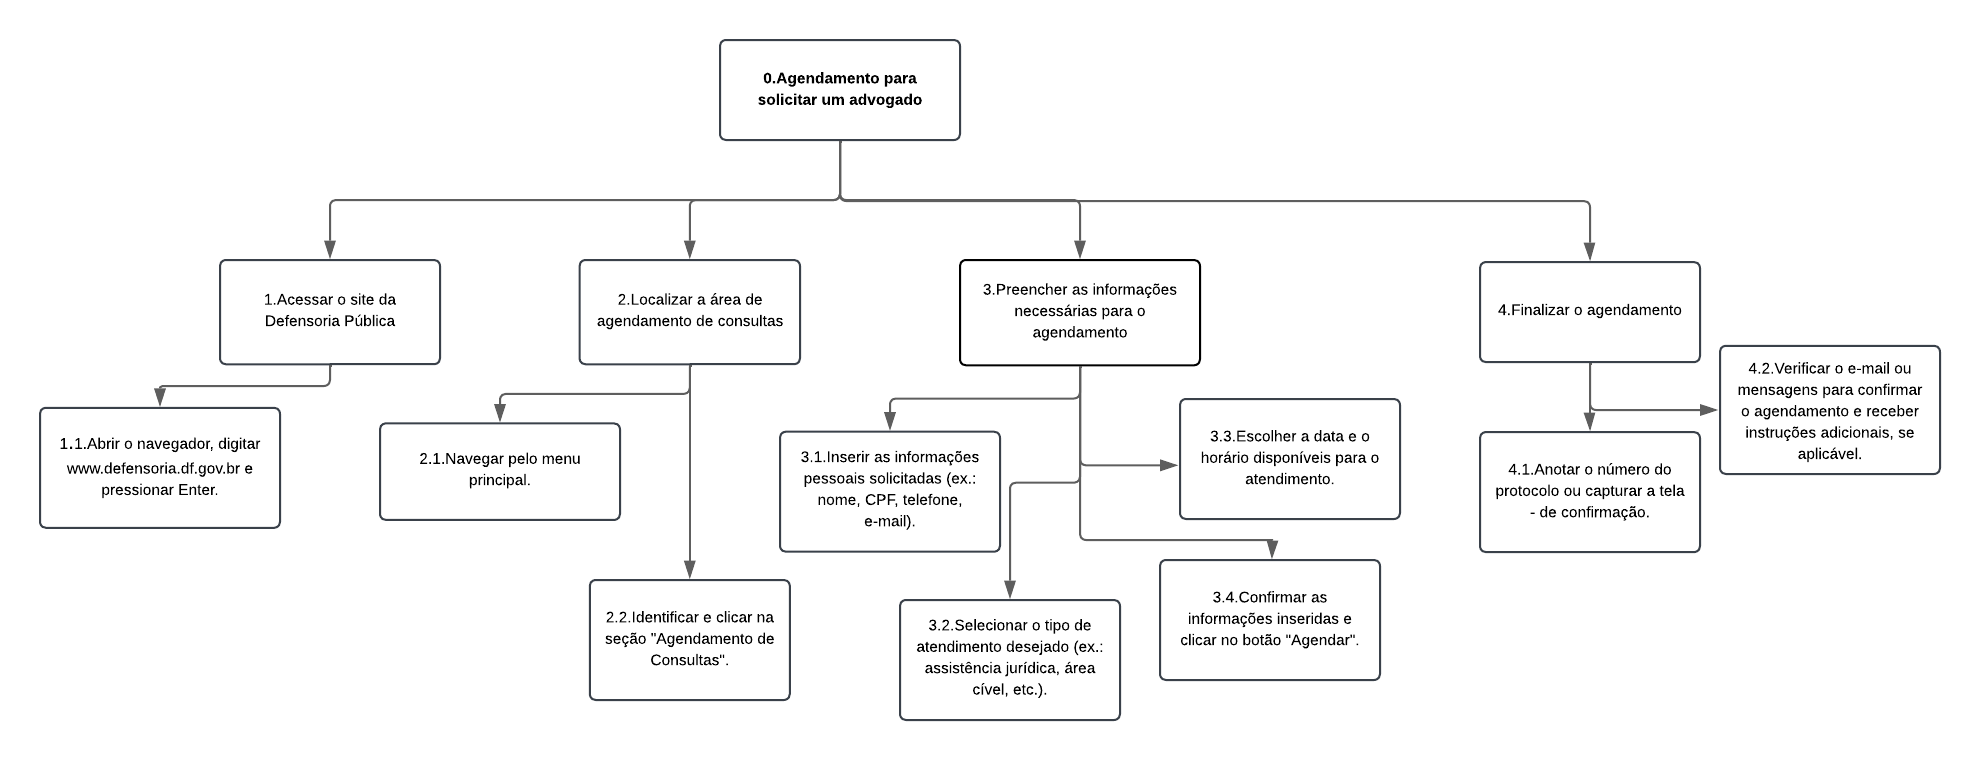 0.Agendamento para
solicitar um advogado
1.Acessar o site da
Defensoria Pública
2.Localizar a área de
agendamento de consultas
3.Preencher as informações
necessárias para o
agendamento
4.Finalizar o agendamento
1.1.Abrir o navegador, digitar
www.defensoria.df.gov.br e
pressionar Enter.
2.1.Navegar pelo menu
principal.
2.2.Identificar e clicar na
seção "Agendamento de
Consultas".
3.1.Inserir as informações
pessoais solicitadas (ex.:
nome, CPF, telefone,
e-mail).
3.2.Selecionar o tipo de
atendimento desejado (ex.:
assistência jurídica, área
cível, etc.).
3.3.Escolher a data e o
horário disponíveis para o
atendimento.
3.4.Confirmar as
informações inseridas e
clicar no botão "Agendar".
4.1.Anotar o número do
protocolo ou capturar a tela
- de confirmação.
4.2.Verificar o e-mail ou
mensagens para confirmar
o agendamento e receber
instruções adicionais, se
aplicável.